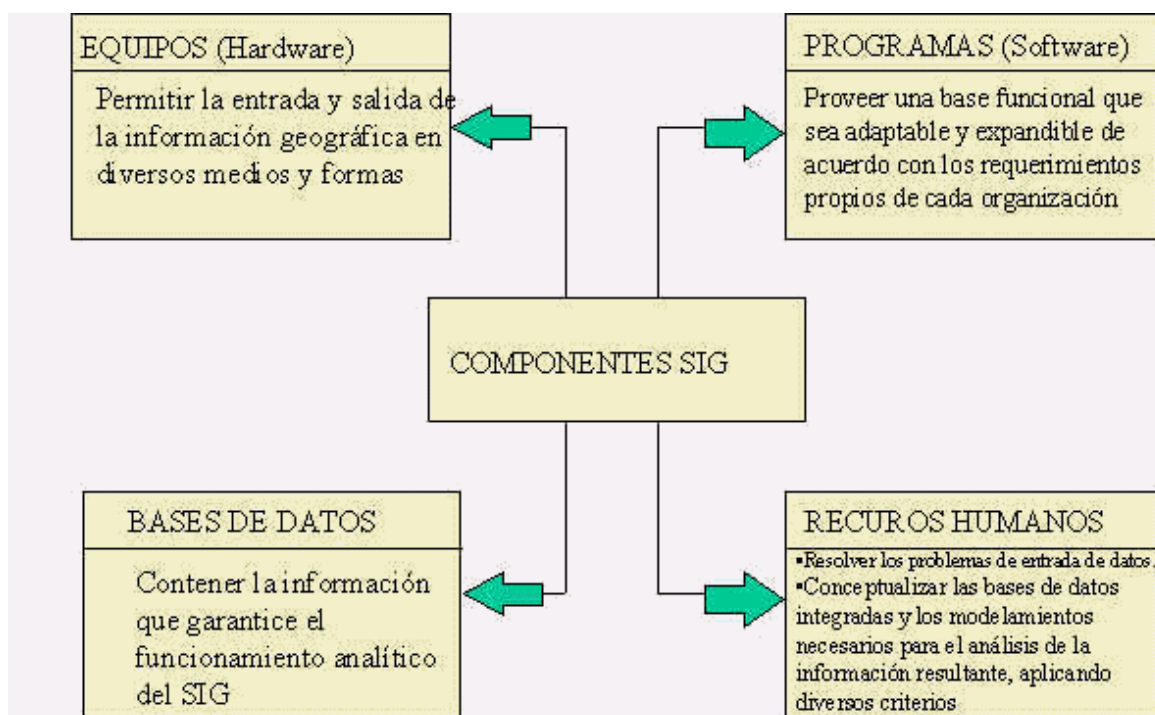 EQUIPOS (Hardware)
Permitir la entrada y salida de
la información geográfica en
diversos medios y formas
PROGRAMAS (Software)
Proveer una base funcional que
sea adaptable y expandible de
acuerdo con los requerimientos
propios de cada organización
COMPONENTES SIG
BASES DE DATOS
Contener la información
que garantice el
funcionamiento analítico
del SIG
RECUROS HUMANOS
▪Resolver los problemas de entrada de datos.
▪Conceptualizar las bases de datos
integradas y los modelamientos
necesarios para el análisis de la
información resultante, aplicando
diversos criterios